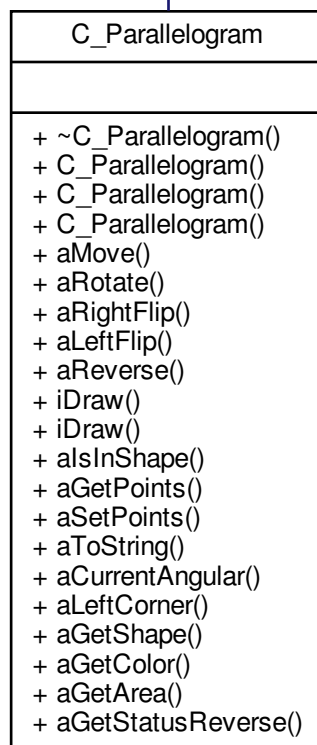 C_Parallelogram
+ ~C_Parallelogram()
+ C_Parallelogram()
+ C_Parallelogram()
+ C_Parallelogram()
+ aMove()
+ aRotate()
+ aRightFlip()
+ aLeftFlip()
+ aReverse()
+ iDraw()
+ iDraw()
+ aIsInShape()
+ aGetPoints()
+ aSetPoints()
+ aToString()
+ aCurrentAngular()
+ aLeftCorner()
+ aGetShape()
+ aGetColor()
+ aGetArea()
+ aGetStatusReverse()